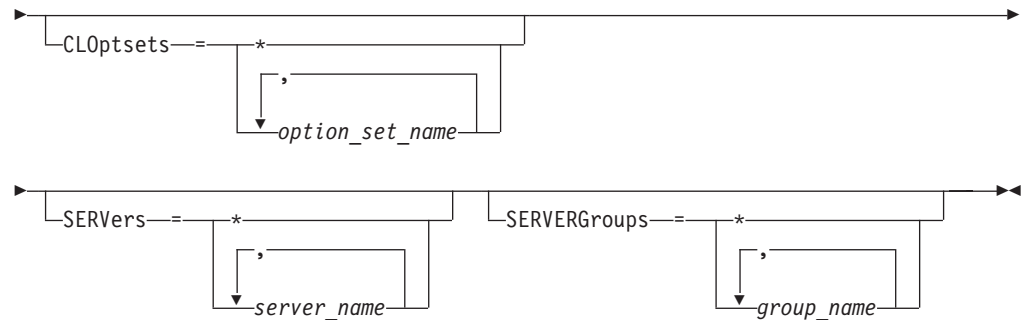 CLOptsets = *
,
option_set_name
SERVers = * SERVERGroups = *
, ,
server_name group_name